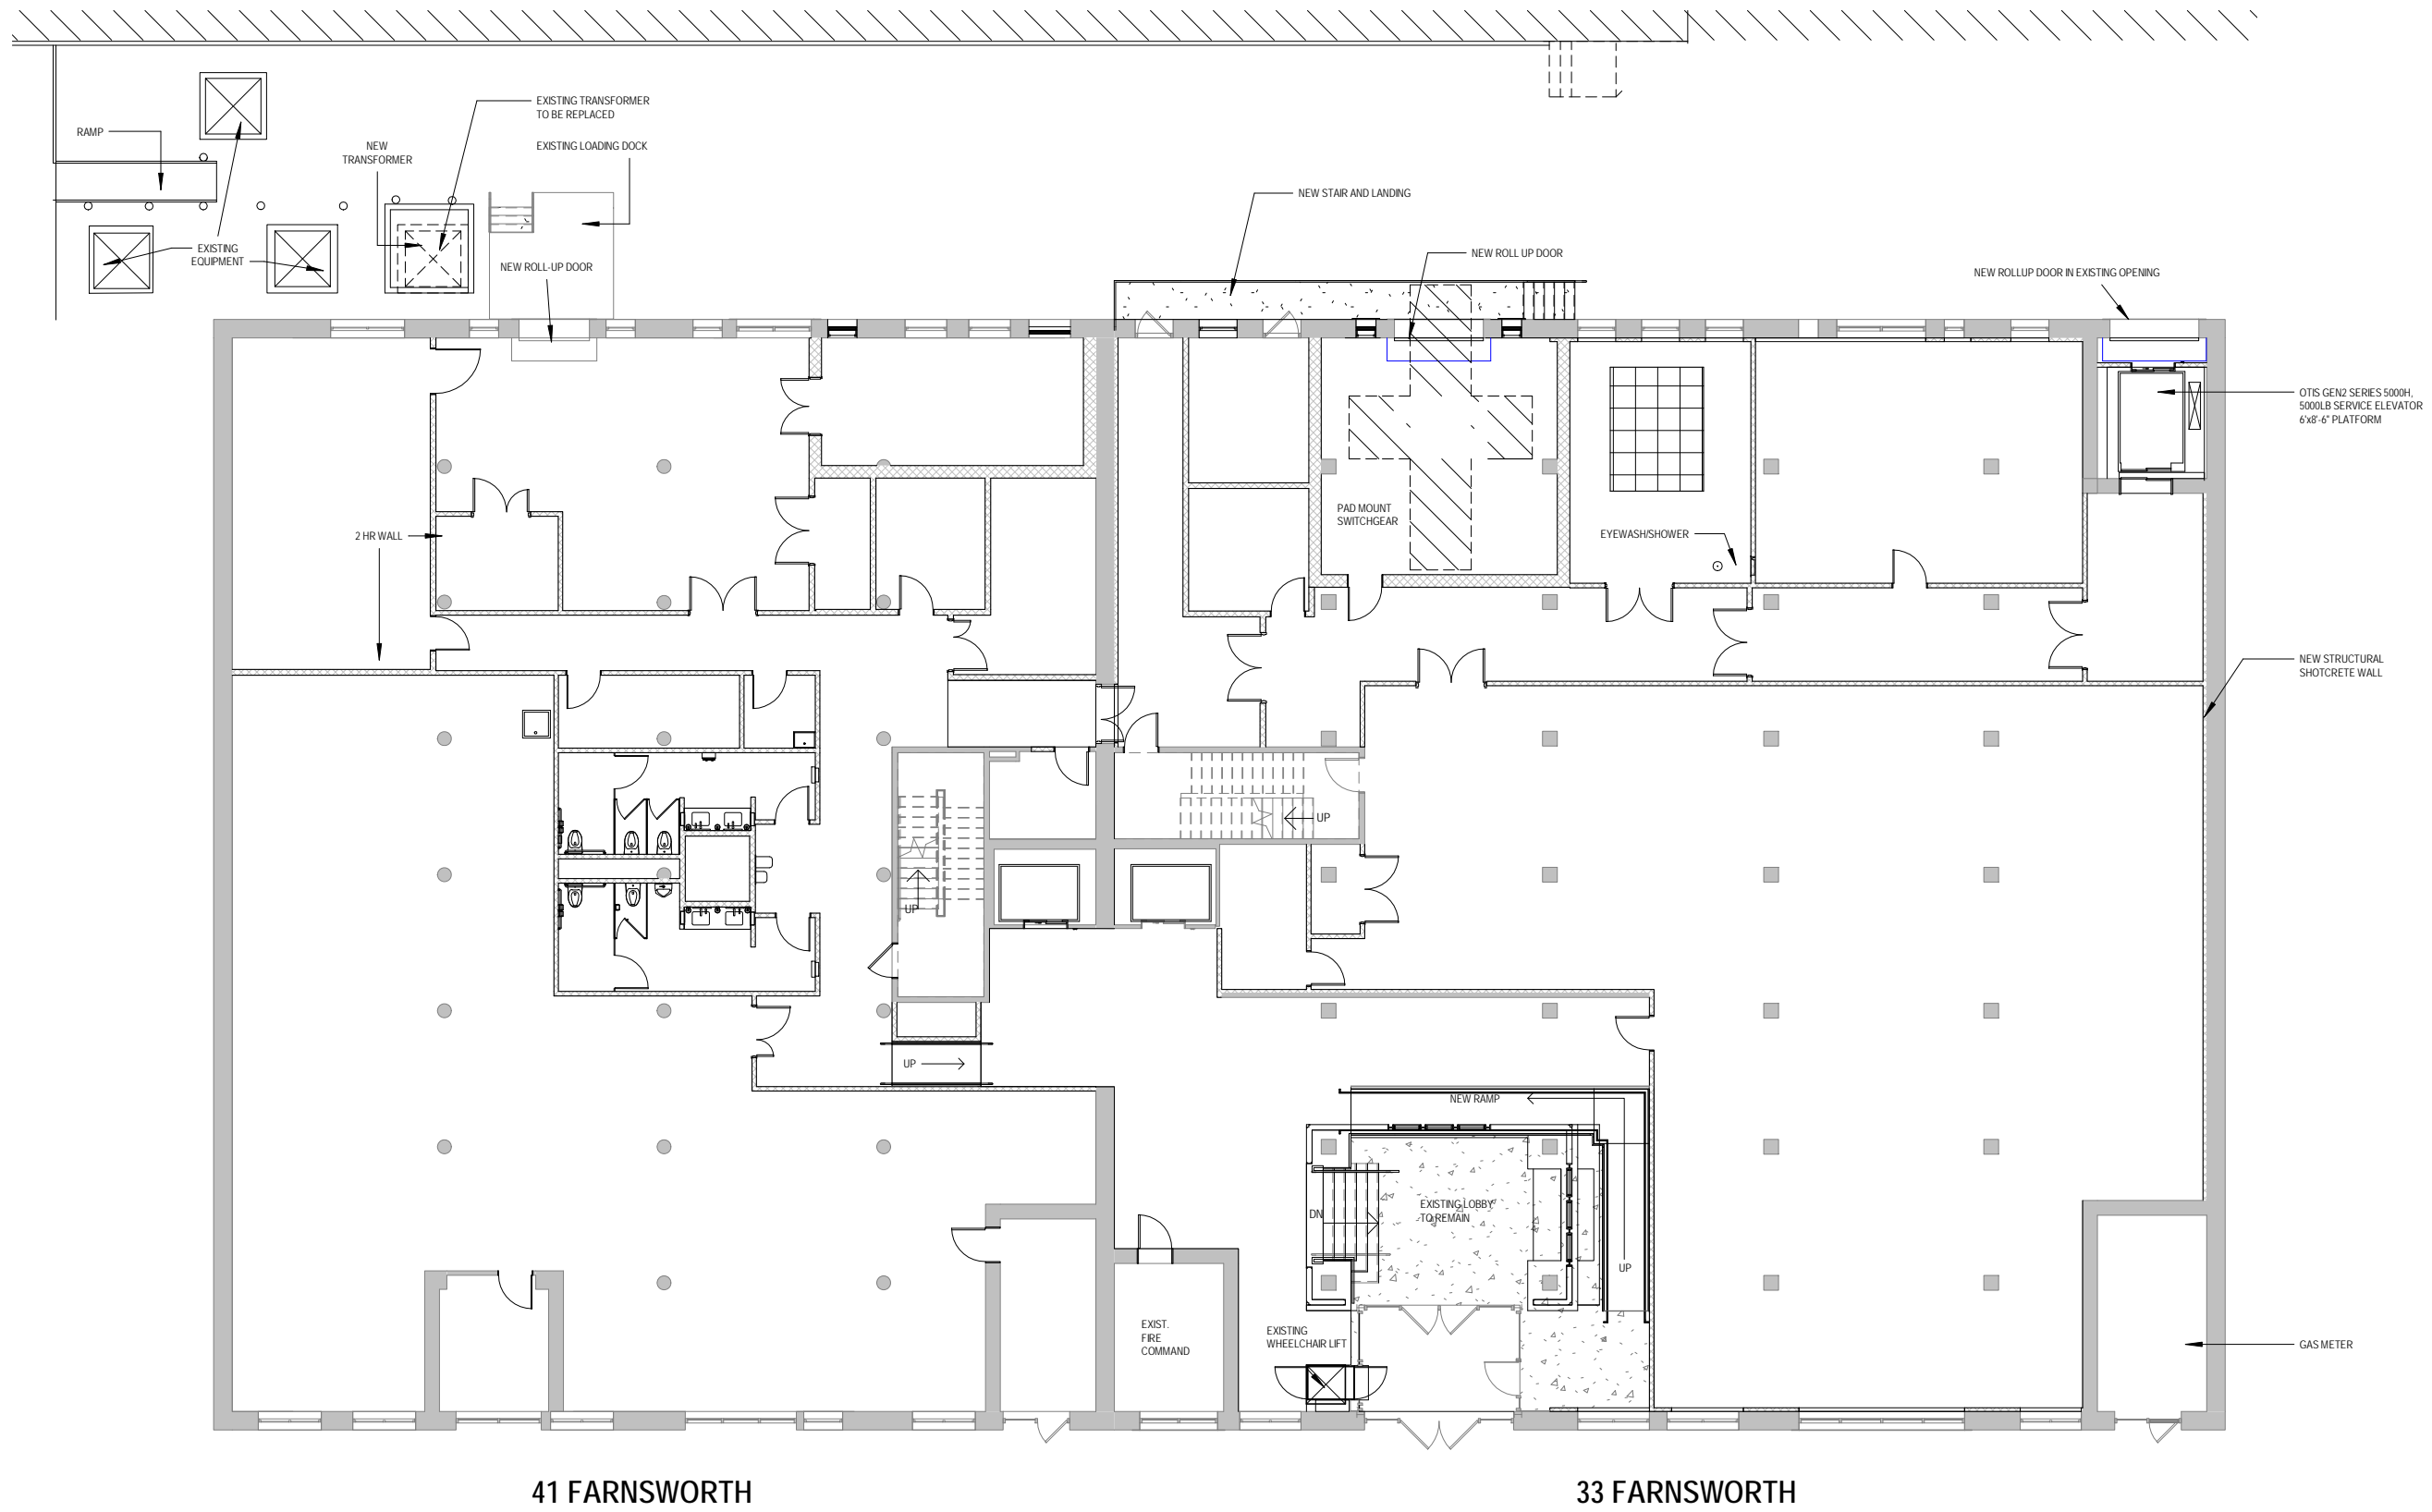 EXISTING TRANSFORMER
TO BE REPLACED
RAMP
NEW
TRANSFORMER
EXISTING LOADING DOCK
NEW STAIR AND LANDING
EXISTING
EQUIPMENT
NEW ROLL-UP DOOR
NEW ROLL UP DOOR
NEW ROLLUP DOOR IN EXISTING OPENING
OTIS GEN2 SERIES 5000H,
5000LB SERVICE ELEVATOR
6'x8'-6" PLATFORM
PAD MOUNT
SWITCHGEAR
2 HR WALL
EYEWASH/SHOWER
NEW STRUCTURAL
SHOTCRETE WALL
UP
UP
UP
NEW RAMP
EXISTING LOBBY
TO REMAIN
DN
UP
EXIST.
FIRE
COMMAND
EXISTING
WHEELCHAIR LIFT
GAS METER
41 FARNSWORTH
33 FARNSWORTH